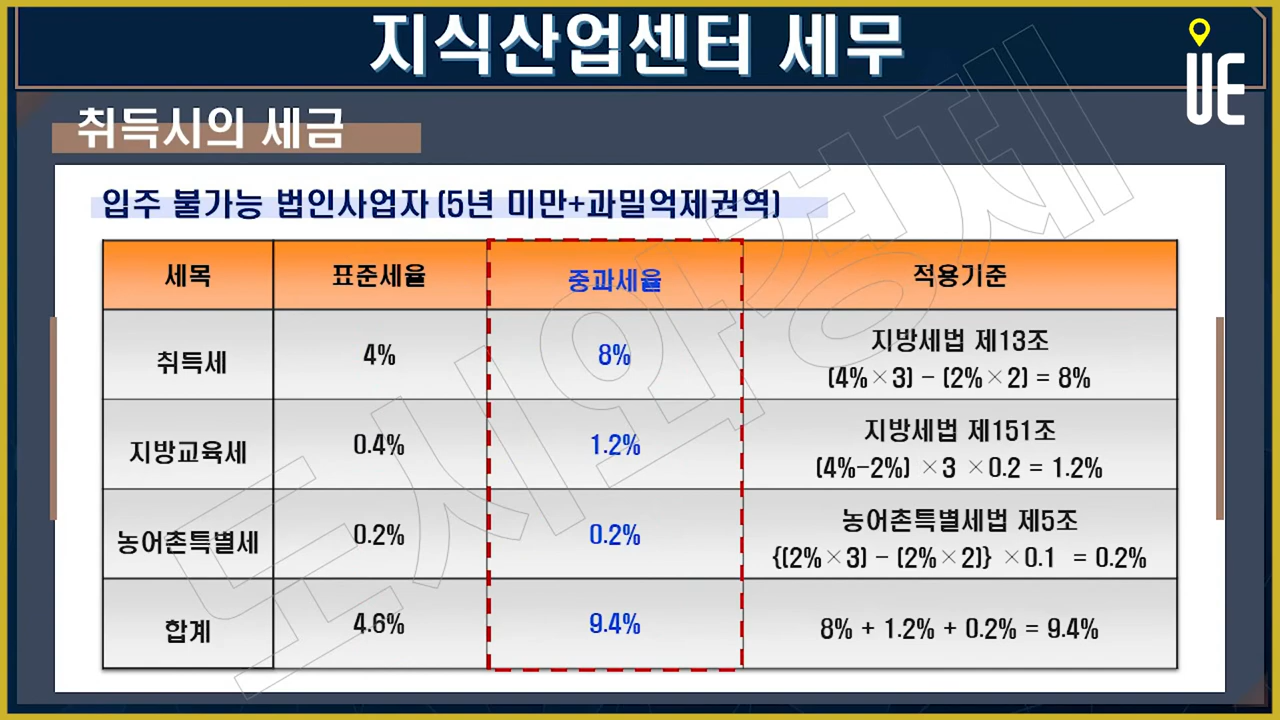 지식산업센터 세무
UE
취득시의 세금
입주 불가능 법인사업자 (5년 미만+과밀억제권역)
세목 표준세율 중과세율 적용기준
취득세 4% 8% 지방세법 제13조
(4%×3) - (2%×2) = 8%
지방교육세 0.4% 1.2% 지방세법 제151조
(4%-2%) ×3 ×0.2 = 1.2%
농어촌특별세 0.2% 0.2% 농어촌특별세법 제5조
{(2%×3) - (2%×2)} ×0.1 = 0.2%
합계 4.6% 9.4% 8% + 1.2% + 0.2% = 9.4%